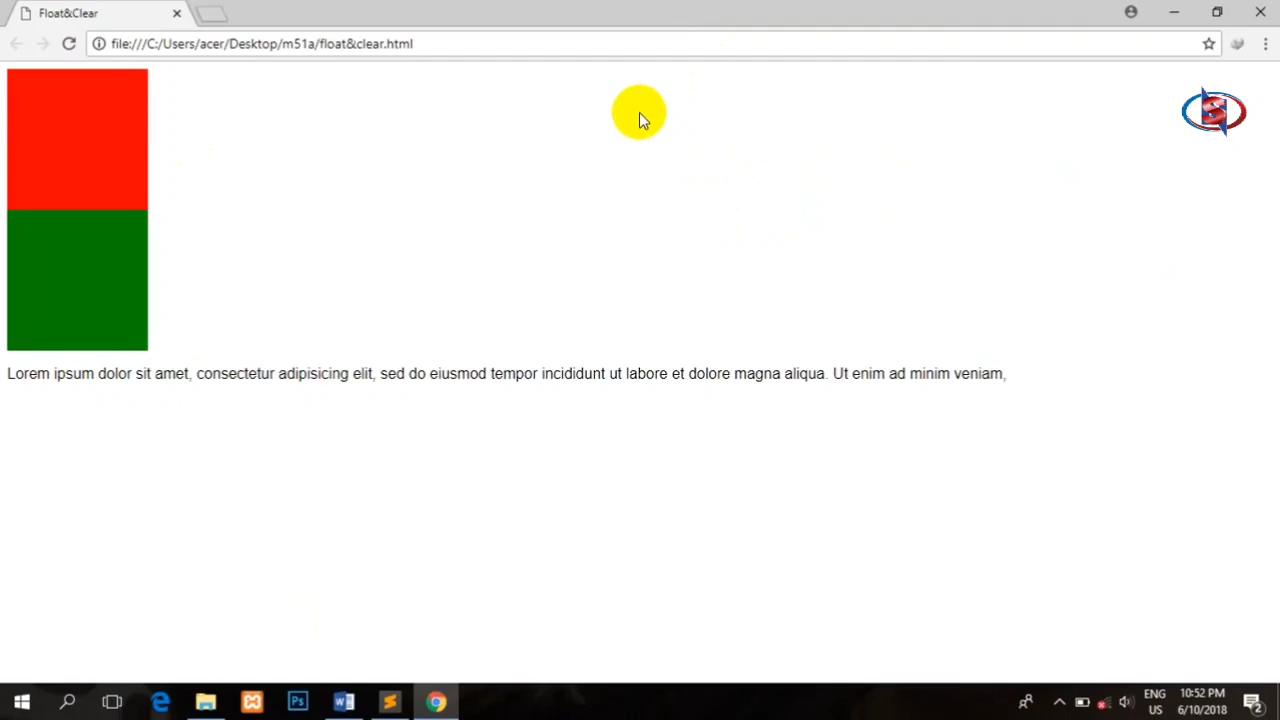 Float&Clear
file:///C:/Users/acer/Desktop/m51a/float&clear.html
S
Lorem ipsum dolor sit amet, consectetur adipisicing elit, sed do eiusmod tempor incididunt ut labore et dolore magna aliqua. Ut enim ad minim veniam,
Ps
ENG
US
10:52 PM
6/10/2018
2